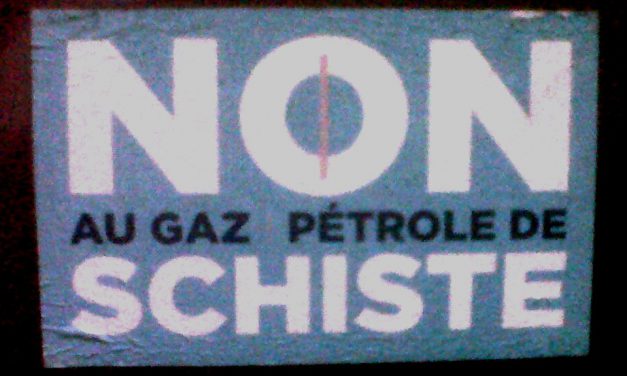 NON
AU GAZ PÉTROLE DE
SCHISTE